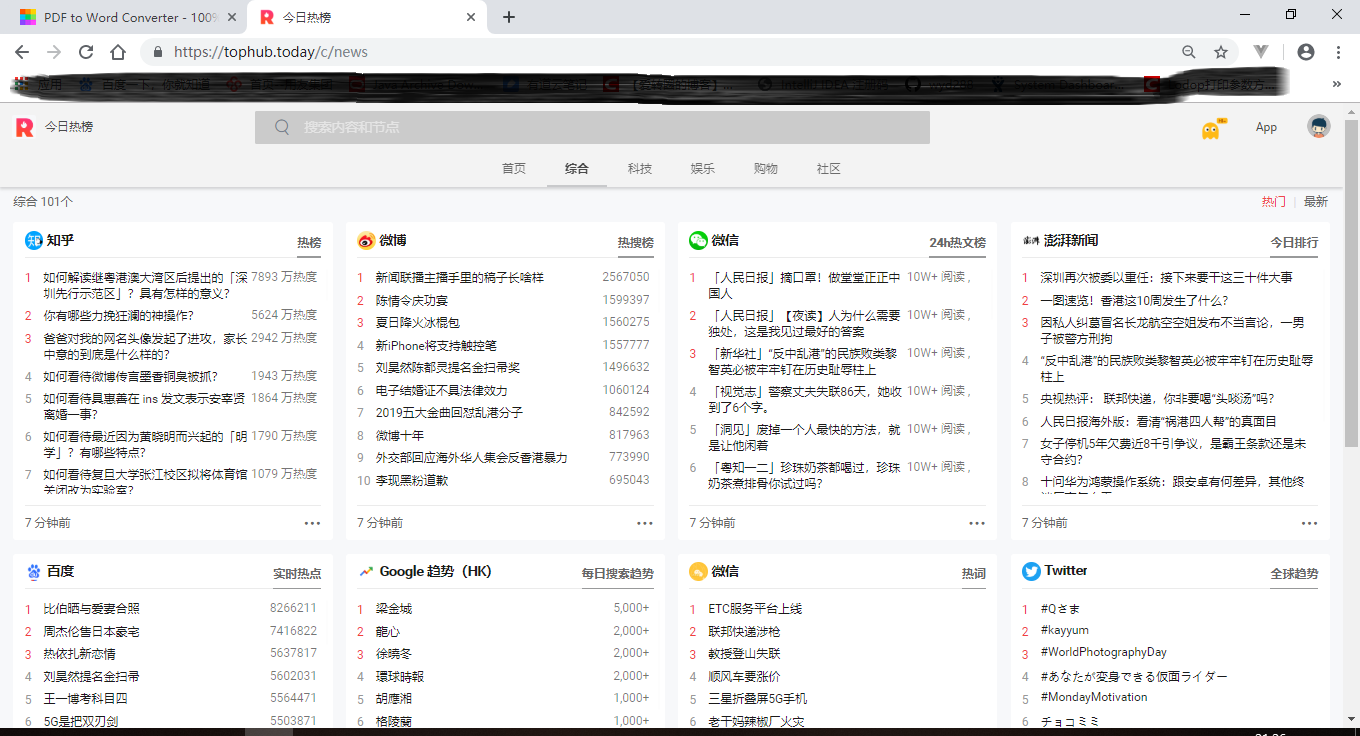 PDF to Word Converter - 100%
今日热榜
https://tophub.today/c/news
今日热榜
搜索内容和节点
App
首页
综合
科技
娱乐
购物
社区
综合 101个
热门 | 最新
知乎
热榜
1 如何解读继粤港澳大湾区后提出的「深 7893 万热度
圳先行示范区」？具有怎样的意义？
2 你有哪些力挽狂澜的神操作？ 5624 万热度
3 爸爸对我的网名头像发起了进攻，家长 2942 万热度
中意的到底是什么样的？
4 如何看待微博传言墨香铜臭被抓？ 1943 万热度
5 如何看待具惠善在 ins 发文表示安宰贤 1864 万热度
离婚一事？
6 如何看待最近因为黄晓明而兴起的「明 1790 万热度
学」？有哪些特点？
7 如何看待复旦大学张江校区拟将体育馆 1079 万热度
关闭改为实验室？
7 分钟前
微博
热搜榜
1 新闻联播主播手里的稿子长啥样 2567050
2 陈情令庆功宴 1599397
3 夏日降火冰棍包 1560275
4 新iPhone将支持触控笔 1557777
5 刘昊然陈都灵提名金扫帚奖 1496632
6 电子结婚证不具法律效力 1060124
7 2019五大金曲回怼乱港分子 842592
8 微博十年 817963
9 外交部回应海外华人集会反香港暴力 773990
10 李现黑粉道歉 695043
7 分钟前
微信
24h热文榜
1 「人民日报」摘口罩！做堂堂正正中 10W+ 阅读，
国人
2 「人民日报」【夜读】人为什么需要 10W+ 阅读，
独处，这是我见过最好的答案
3 「新华社」“反中乱港”的民族败类黎 10W+ 阅读，
智英必被牢牢钉在历史耻辱柱上
4 「视觉志」警察丈夫失联86天，她收 10W+ 阅读，
到了6个字。
5 「洞见」废掉一个人最快的方法，就 10W+ 阅读，
是让他闲着
6 「粤知一二」珍珠奶茶都喝过，珍珠 10W+ 阅读，
奶茶煮排骨你试过吗？
7 分钟前
澎湃新闻
今日排行
1 深圳再次被委以重任：接下来要干这三十件大事
2 一图速览！香港这10周发生了什么？
3 因私人纠葛冒名长龙航空空姐发布不当言论，一男
子被警方刑拘
4 “反中乱港”的民族败类黎智英必被牢牢钉在历史耻辱
柱上
5 央视热评： 联邦快递，你非要喝“头啖汤”吗？
6 人民日报海外版：看清“祸港四人帮”的真面目
7 女子停机5年欠费近8千引争议，是霸王条款还是未
守合约？
8 十问华为鸿蒙操作系统：跟安卓有何差异，其他终
7 分钟前
百度
实时热点
1 比伯晒与爱妻合照 8266211
2 周杰伦售日本豪宅 7416822
3 热依扎新恋情 5637817
4 刘昊然提名金扫帚 5602031
5 王一博考科目四 5564471
6 5G是把双刃剑 5503871
Google 趋势（HK）
每日搜索趋势
1 梁金城 5,000+
2 龍心 2,000+
3 徐曉冬 2,000+
4 環球時報 2,000+
5 胡應湘 1,000+
6 格陵蘭 1,000+
微信
热词
1 ETC服务平台上线
2 联邦快递涉枪
3 教授登山失联
4 顺风车要涨价
5 三星折叠屏5G手机
6 老干妈辣椒厂火灾
Twitter
全球趋势
1 #Qさま
2 #kayyum
3 #WorldPhotographyDay
4 #あなたが変身できる仮面ライダー
5 #MondayMotivation
6 チョコミミ